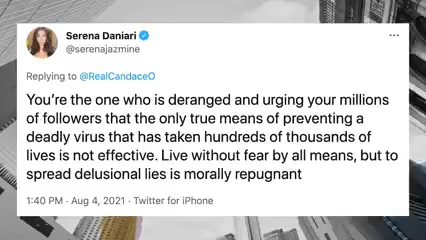 Serena Daniari
@serenajazmine
Replying to @RealCandaceO
You're the one who is deranged and urging your millions
of followers that the only true means of preventing a
deadly virus that has taken hundreds of thousands of
lives is not effective. Live without fear by all means, but to
spread delusional lies is morally repugnant
1:40 PM · Aug 4, 2021 · Twitter for iPhone